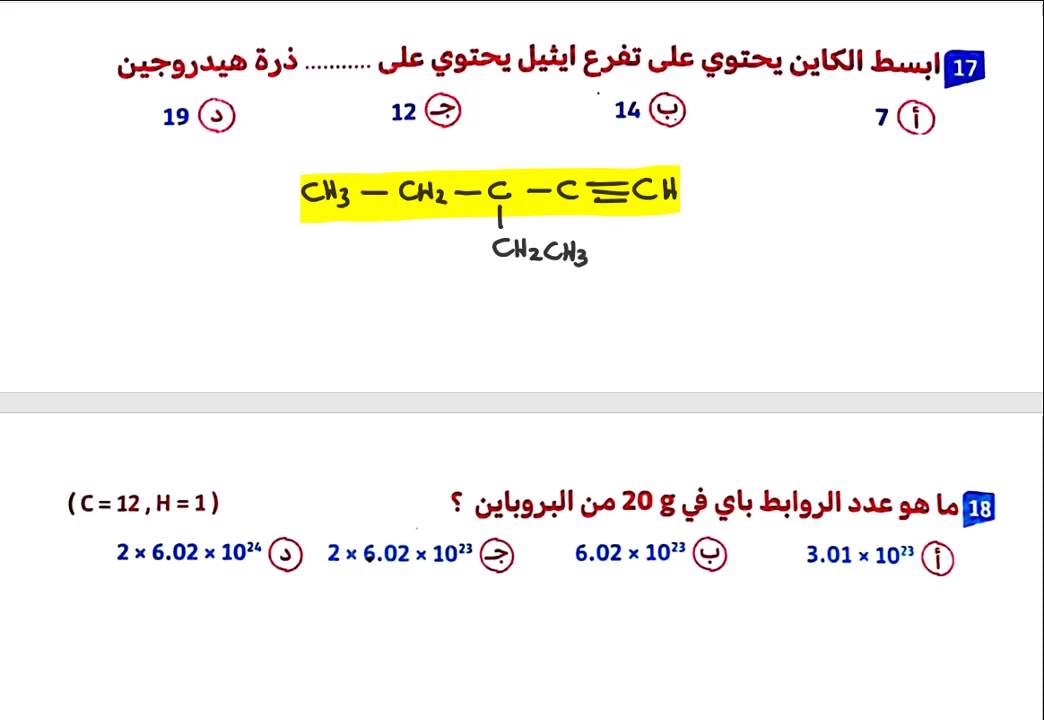 17 ابسط الكاين يحتوي على تفرع ايثيل يحتوي على ........... ذرة هيدروجين
أ 7 ب 14 جـ 12 د 19
CH3 — CH2 — C — C ≡ CH
CH2CH3
18 ما هو عدد الروابط باي في 20 g من البروباين ؟ ( C = 12 , H = 1 )
أ 3.01 × 10²³ ب 6.02 × 10²³ جـ 2 × 6.02 × 10²³ د 2 × 6.02 × 10²⁴